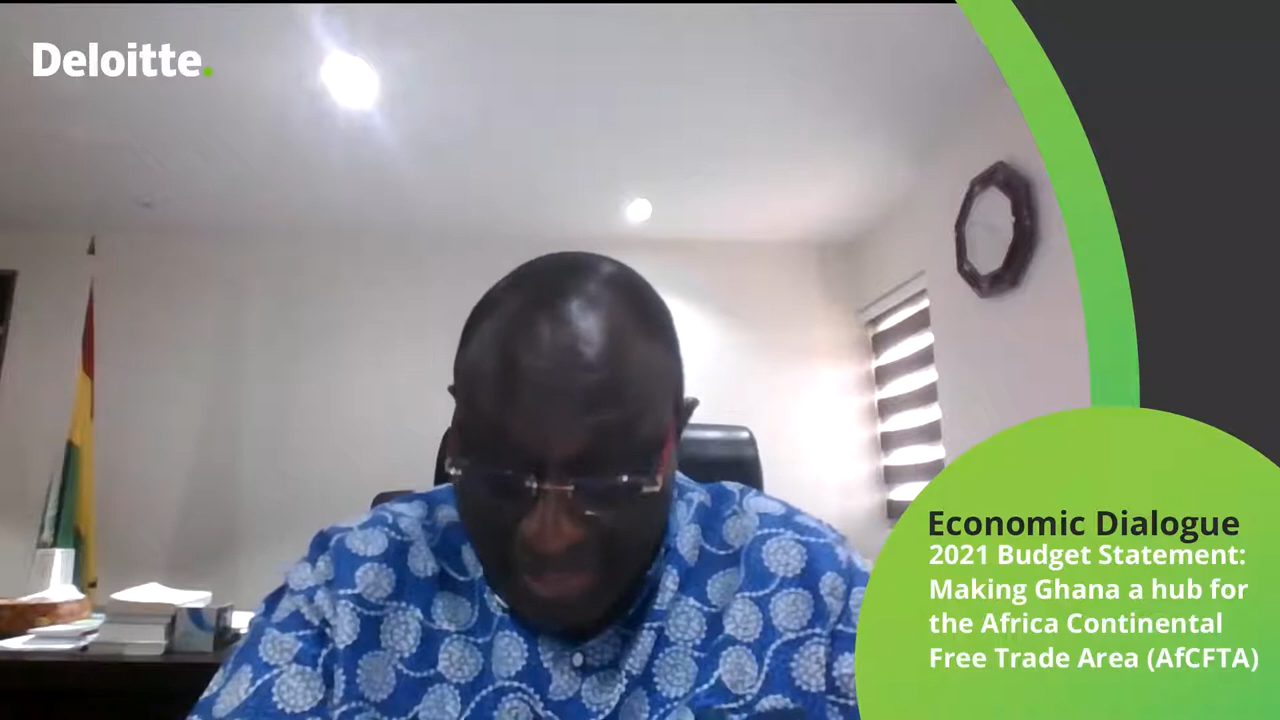 Deloitte.
Economic Dialogue
2021 Budget Statement:
Making Ghana a hub for
the Africa Continental
Free Trade Area (AfCFTA)